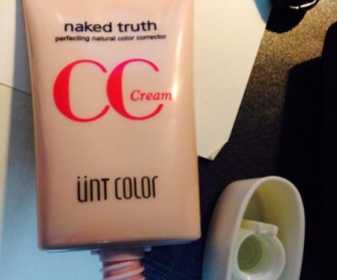 naked truth
perfecting natural color corrector
CC Cream
ünt color